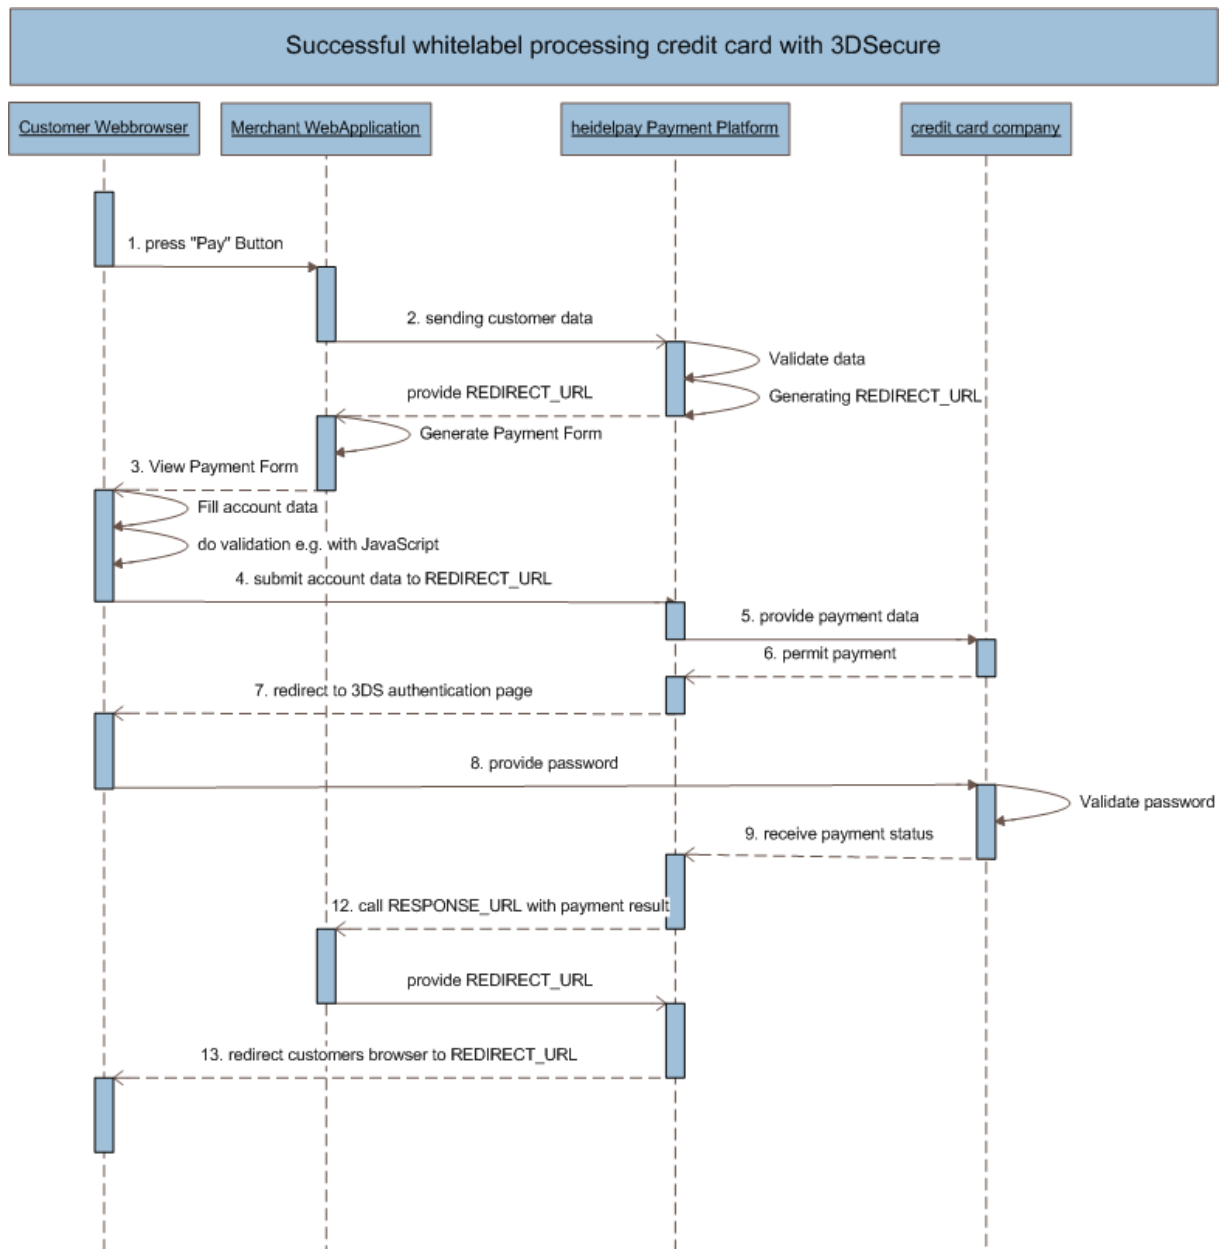 Successful whitelabel processing credit card with 3DSecure
Customer Webbrowser
Merchant WebApplication
heidelpay Payment Platform
credit card company
1. press "Pay" Button
2. sending customer data
Validate data
provide REDIRECT_URL
Generating REDIRECT_URL
Generate Payment Form
3. View Payment Form
Fill account data
do validation e.g. with JavaScript
4. submit account data to REDIRECT_URL
5. provide payment data
6. permit payment
7. redirect to 3DS authentication page
8. provide password
Validate password
9. receive payment status
12. call RESPONSE_URL with payment result
provide REDIRECT_URL
13. redirect customers browser to REDIRECT_URL